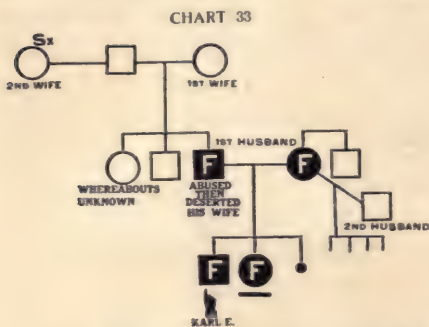 CHART 33
Sx
2ND WIFE
1ST WIFE
1ST HUSBAND
F
F
WHEREABOUTS
UNKNOWN
ABUSED
THEN
DESERTED
HIS WIFE
2ND HUSBAND
F
F
KARL E.